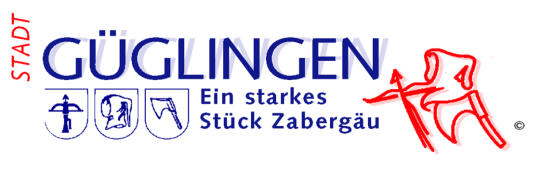 STADT
GÜGLINGEN
Ein starkes
Stück Zabergäu
©